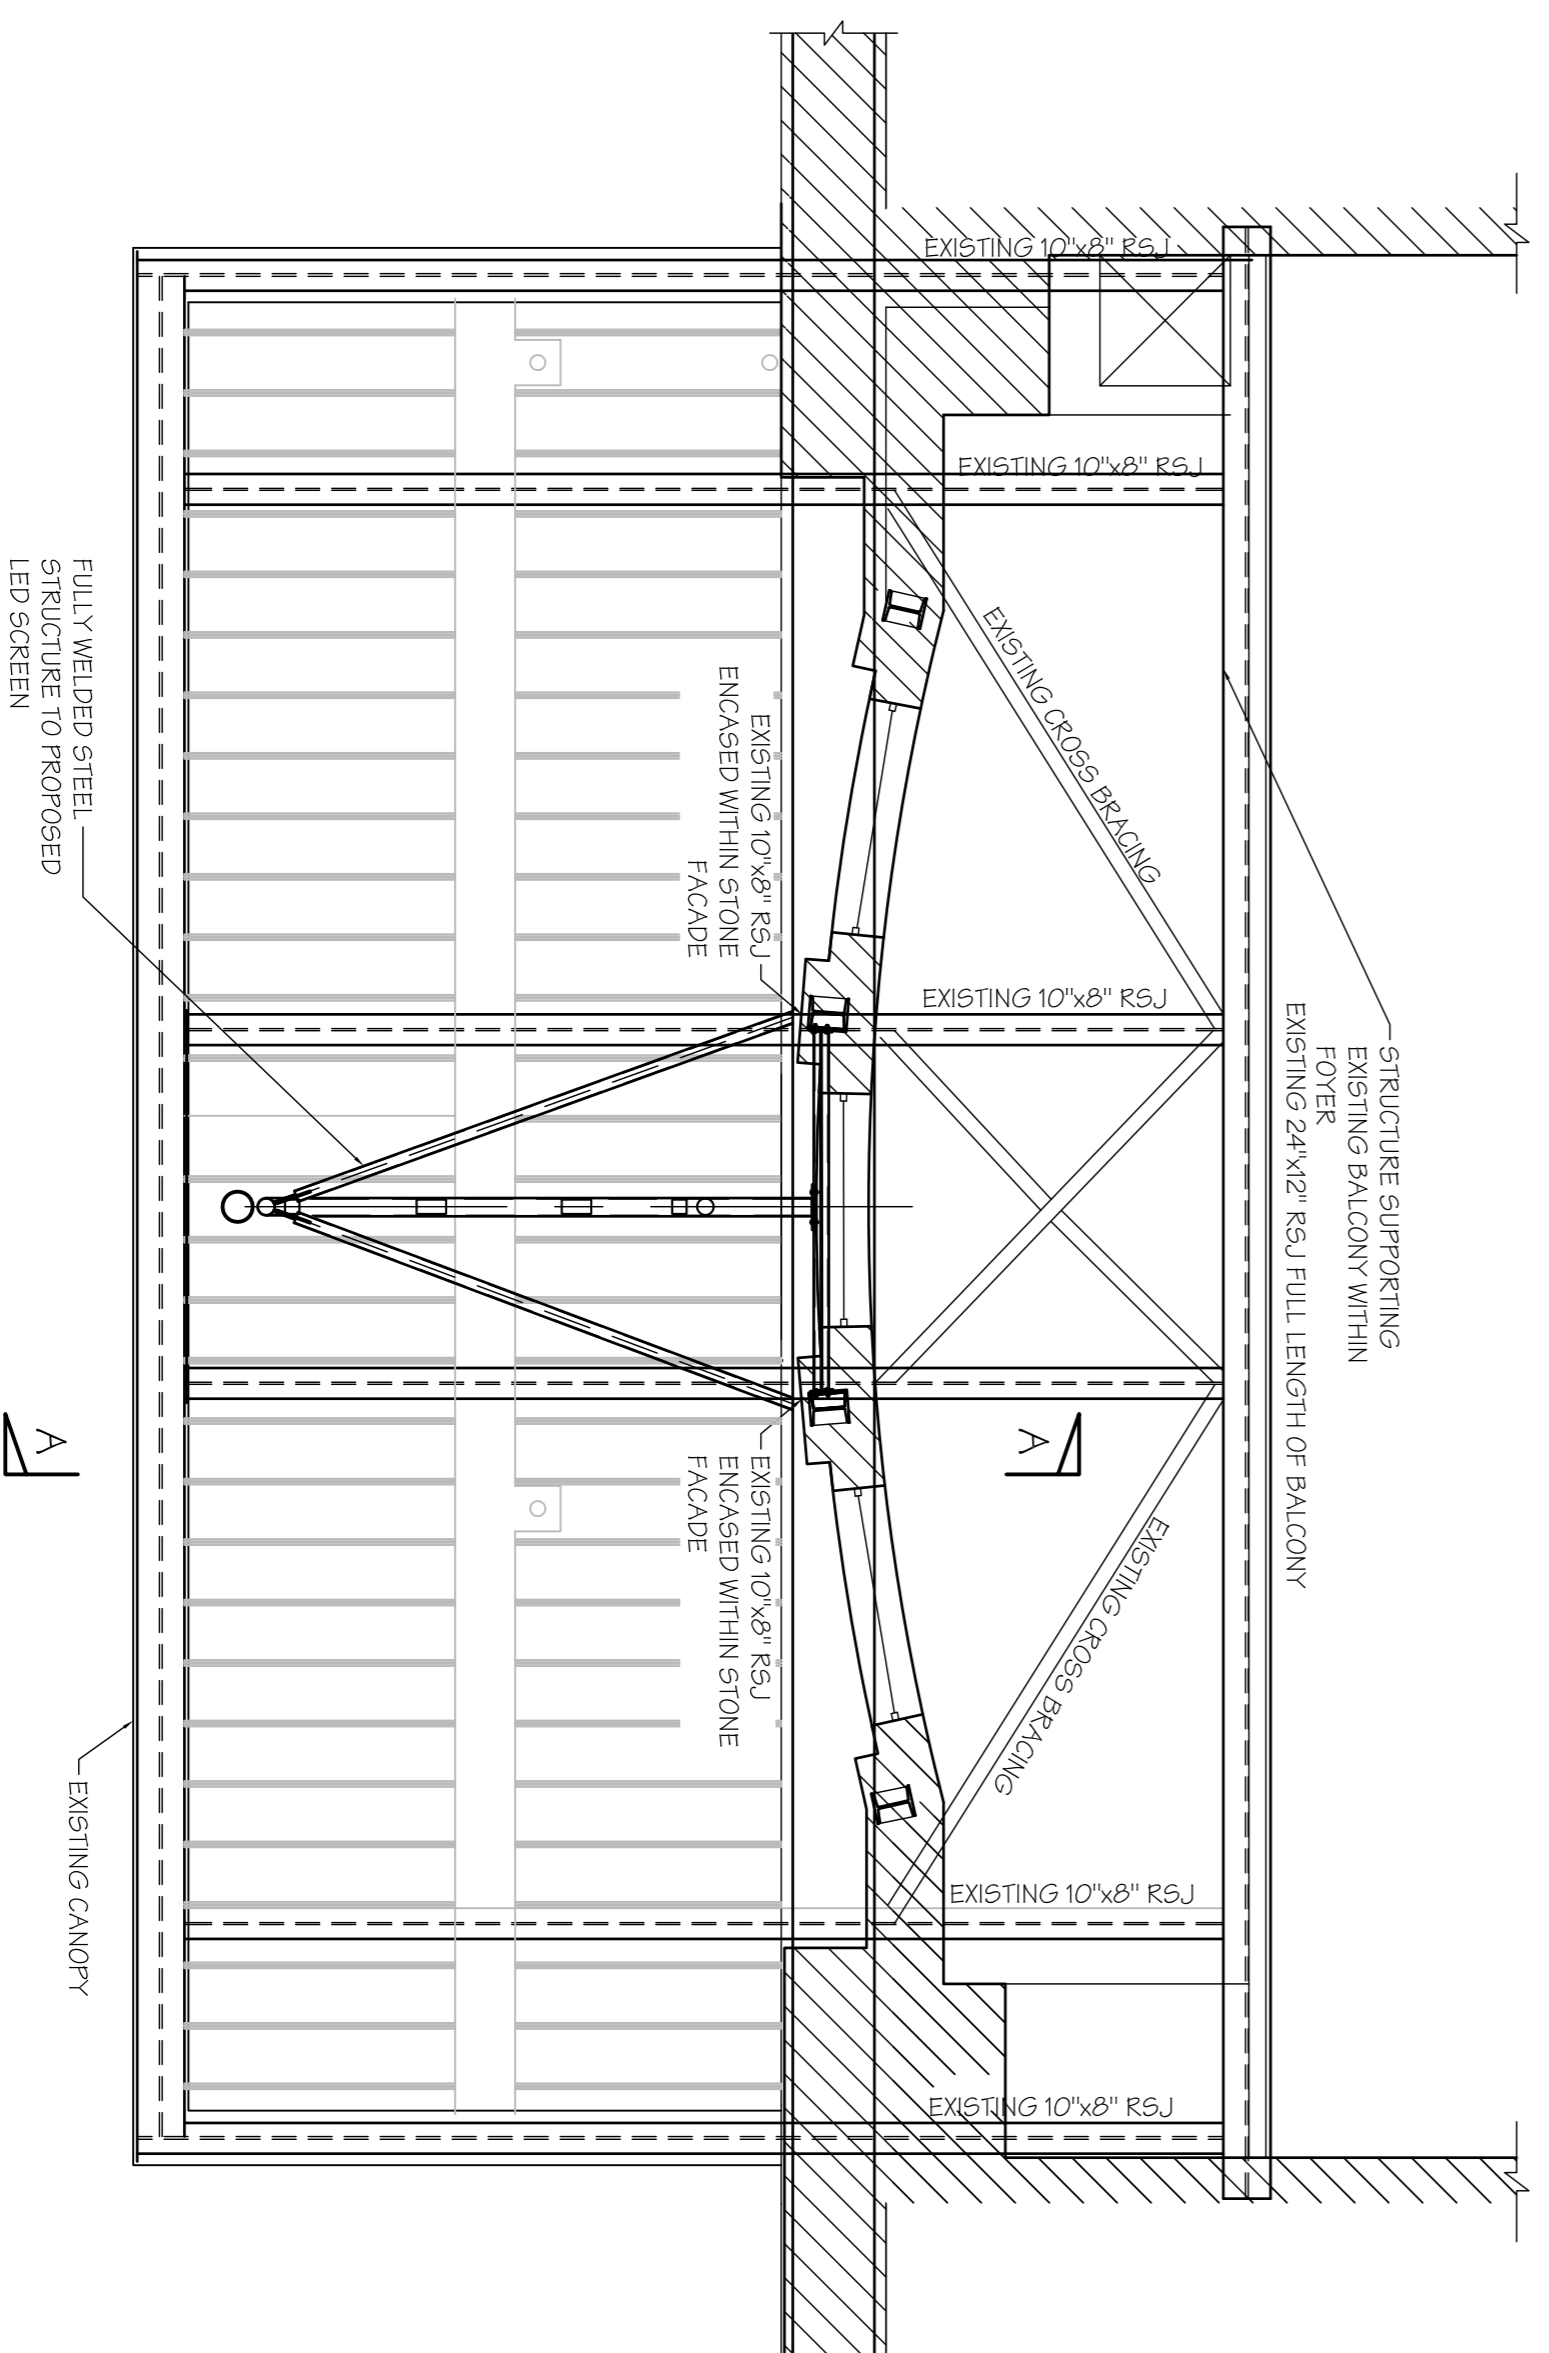 EXISTING 10"x8" RSJ
EXISTING 10"x8" RSJ
EXISTING CROSS BRACING
EXISTING 10"x8" RSJ
STRUCTURE SUPPORTING
EXISTING BALCONY WITHIN
FOYER
EXISTING 24"x12" RSJ FULL LENGTH OF BALCONY
FULLY WELDED STEEL
STRUCTURE TO PROPOSED
LED SCREEN
EXISTING 10"x8" RSJ
ENCASED WITHIN STONE
FACADE
A
A
EXISTING 10"x8" RSJ
ENCASED WITHIN STONE
FACADE
EXISTING CROSS BRACING
EXISTING CANOPY
EXISTING 10"x8" RSJ
EXISTING 10"x8" RSJ